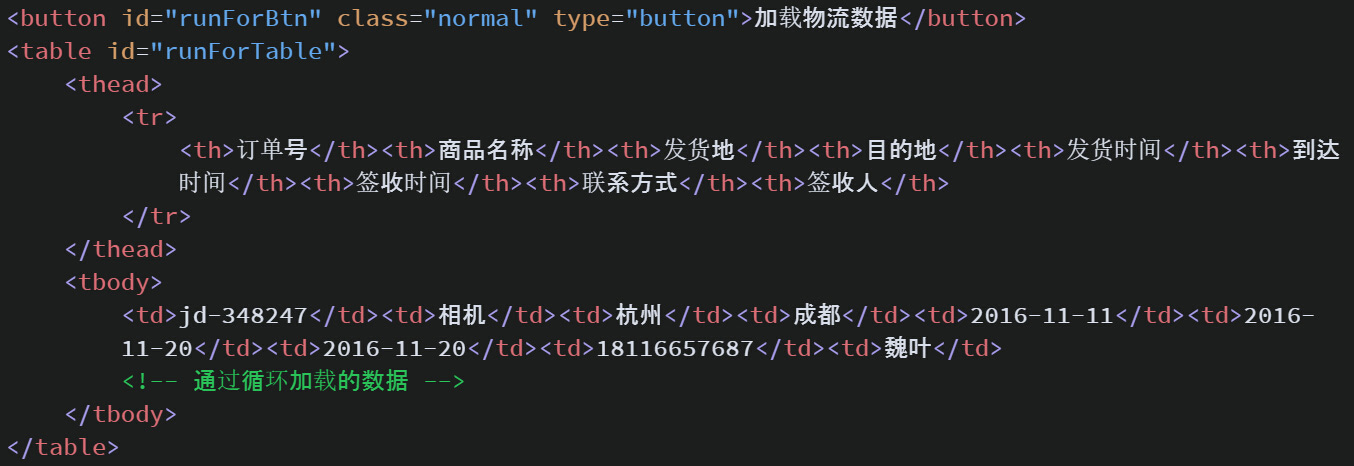 <button id="runForBtn" class="normal" type="button">加载物流数据</button>
<table id="runForTable">
<thead>
<tr>
<th>订单号</th><th>商品名称</th><th>发货地</th><th>目的地</th><th>发货时间</th><th>到达
时间</th><th>签收时间</th><th>联系方式</th><th>签收人</th>
</tr>
</thead>
<tbody>
<td>jd-348247</td><td>相机</td><td>杭州</td><td>成都</td><td>2016-11-11</td><td>2016-
11-20</td><td>2016-11-20</td><td>18116657687</td><td>魏叶</td>
<!-- 通过循环加载的数据 -->
</tbody>
</table>